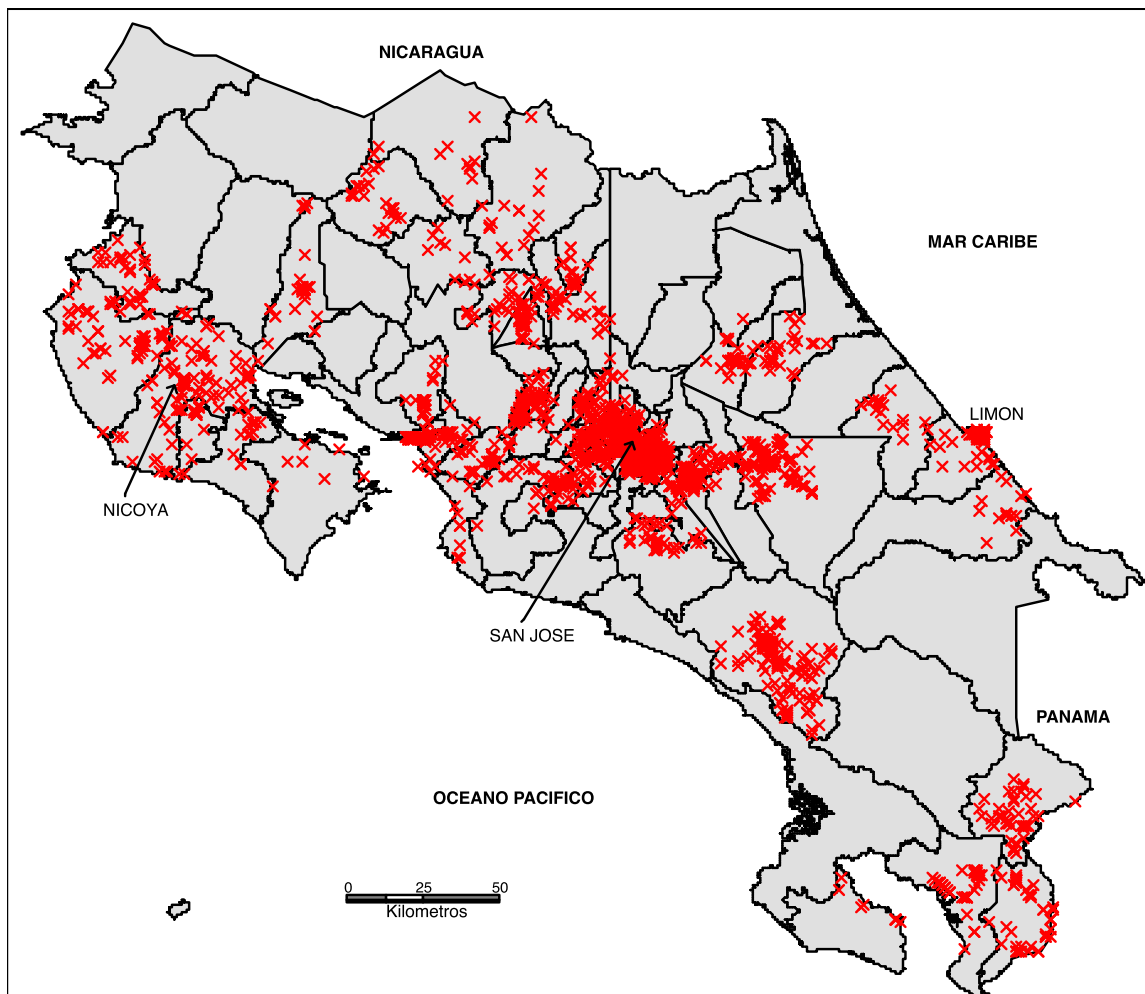 NICARAGUA
MAR CARIBE
LIMON
NICOYA
SAN JOSE
PANAMA
OCEANO PACIFICO
0 25 50
Kilometros